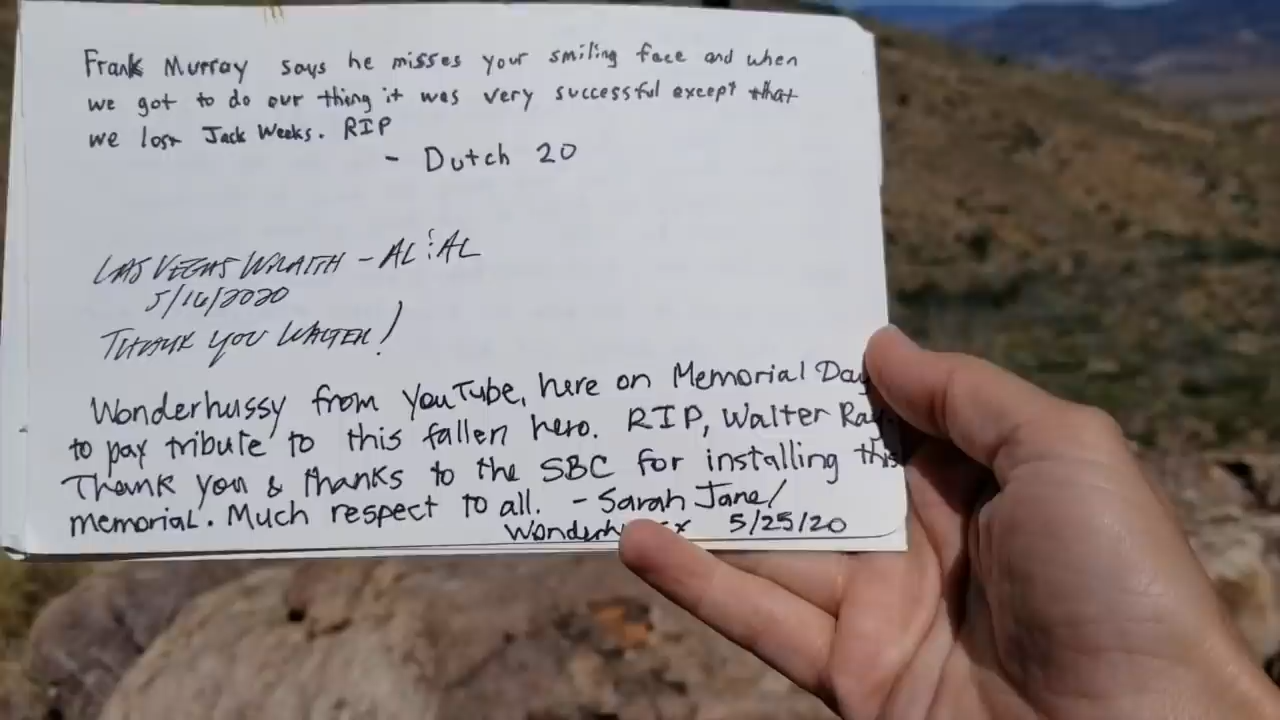 Frank Murray says he misses your smiling face and when
we got to do our thing it was very successful except that
we lost Jack Weeks. RIP
- Dutch 20
LAS VEGAS WRAITH - AL & AL
5/16/2020
THANK YOU WALTER!
Wonderhussy from YouTube, here on Memorial Day
to pay tribute to this fallen hero. RIP, Walter Ray.
Thank you & thanks to the SBC for installing this
memorial. Much respect to all. - Sarah Jane/
5/25/20